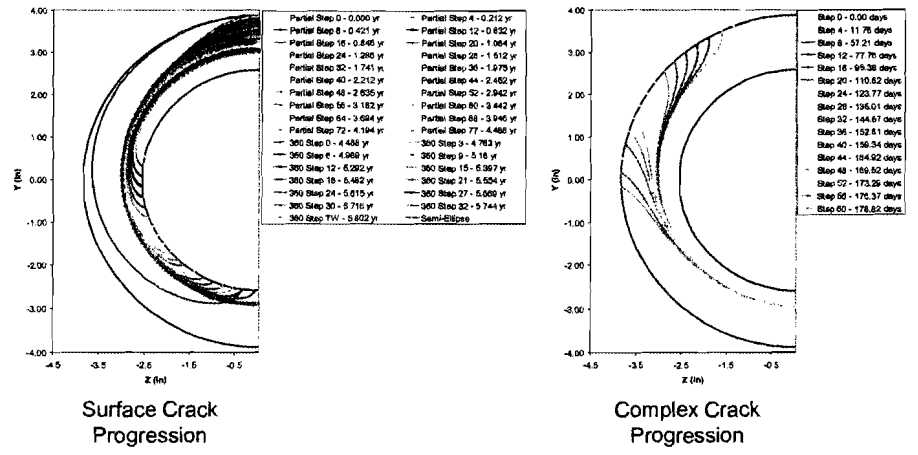 Partial Step 0 - 0.000 yr
Partial Step 4 - 0.212 yr
Partial Step 8 - 0.421 yr
Partial Step 12 - 0.632 yr
Partial Step 16 - 0.846 yr
Partial Step 20 - 1.064 yr
Partial Step 24 - 1.286 yr
Partial Step 28 - 1.512 yr
Partial Step 32 - 1.741 yr
Partial Step 36 - 1.975 yr
Partial Step 40 - 2.212 yr
Partial Step 44 - 2.452 yr
Partial Step 48 - 2.635 yr
Partial Step 52 - 2.942 yr
Partial Step 56 - 3.182 yr
Partial Step 60 - 3.442 yr
Partial Step 64 - 3.694 yr
Partial Step 68 - 3.946 yr
Partial Step 72 - 4.194 yr
Partial Step 77 - 4.488 yr
360 Step 0 - 4.488 yr
360 Step 3 - 4.763 yr
360 Step 6 - 4.989 yr
360 Step 9 - 5.16 yr
360 Step 12 - 5.292 yr
360 Step 15 - 5.397 yr
360 Step 18 - 5.482 yr
360 Step 21 - 5.554 yr
360 Step 24 - 5.615 yr
360 Step 27 - 5.669 yr
360 Step 30 - 5.716 yr
360 Step 32 - 5.744 yr
360 Step TW - 5.802 yr
Semi-Ellipse
Y (in)
4.00
3.00
2.00
1.00
0.00
-1.00
-2.00
-3.00
-4.00
-4.5
-3.5
-2.5
-1.5
-0.5
Z (in)
Surface Crack
Progression
Step 0 - 0.00 days
Step 4 - 11.76 days
Step 8 - 57.21 days
Step 12 - 77.76 days
Step 16 - 95.38 days
Step 20 - 110.62 days
Step 24 - 123.77 days
Step 28 - 135.01 days
Step 32 - 144.67 days
Step 36 - 152.61 days
Step 40 - 159.34 days
Step 44 - 164.92 days
Step 48 - 169.52 days
Step 52 - 173.29 days
Step 56 - 176.37 days
Step 60 - 178.82 days
Y (in)
4.00
3.00
2.00
1.00
0.00
-1.00
-2.00
-3.00
-4.00
-4.5
-3.5
-2.5
-1.5
-0.5
Z (in)
Complex Crack
Progression